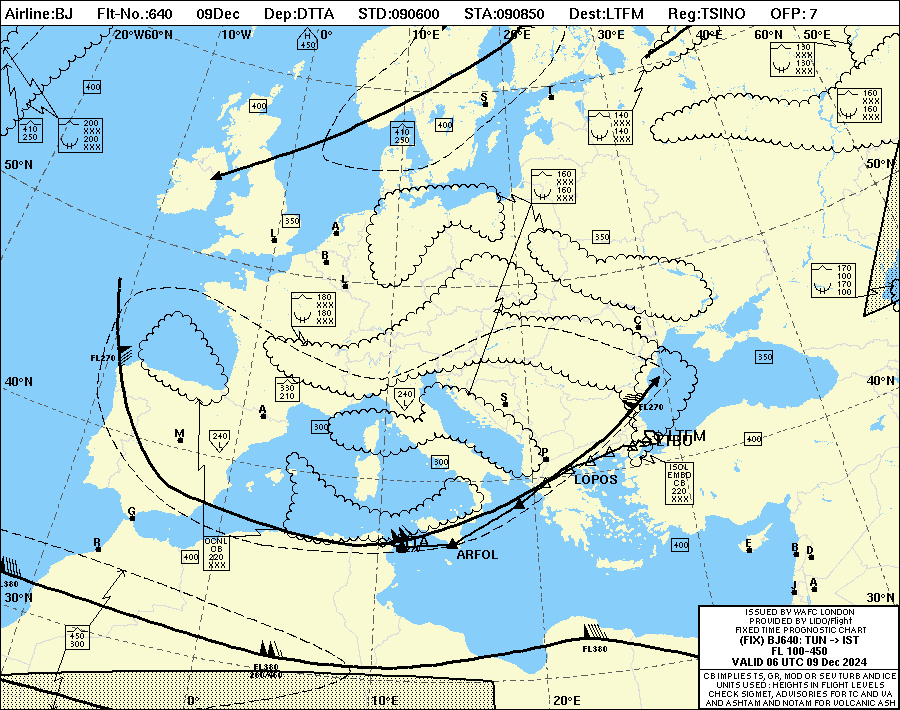 Airline:BJ Flt-No.:640 09Dec Dep:DTTA STD:090600 STA:090850 Dest:LTFM Reg:TSINO OFP: 7
20°W60°N 10°W 0° 10°E 20°E 30°E 40°E 60°N 50°E
450
400
410
250
200
XXX
200
XXX
400
S
T
410
250
400
140
XXX
140
XXX
130
XXX
130
XXX
160
XXX
160
XXX
50°N
50°N
160
XXX
160
XXX
350
L
A
B
L
350
170
XXX
170
100
180
XXX
180
XXX
C
FL270
350
40°N
40°N
330
210
240
L
A
S
FL270
M
240
L
300
300
P
LTFM
LTBU
400
ISOL
EMBD
CB
220
XXX
LOPOS
G
R
400
OCNL
CB
220
XXX
ARFOL
400
E
B
D
J
A
FL380
30°N
30°N
450
300
FL380
280/460
FL380
0°
10°E
20°E
ISSUED BY WAFC LONDON
PROVIDED BY LIDO/Flight
FIXED TIME PROGNOSTIC CHART
(FIX) BJ640: TUN -> IST
FL 100-450
VALID 06 UTC 09 Dec 2024
CB IMPLIES TS, GR, MOD OR SEV TURB AND ICE
UNITS USED: HEIGHTS IN FLIGHT LEVELS
CHECK SIGMET, ADVISORIES FOR TC AND VA
AND ASHTAM AND NOTAM FOR VOLCANIC ASH